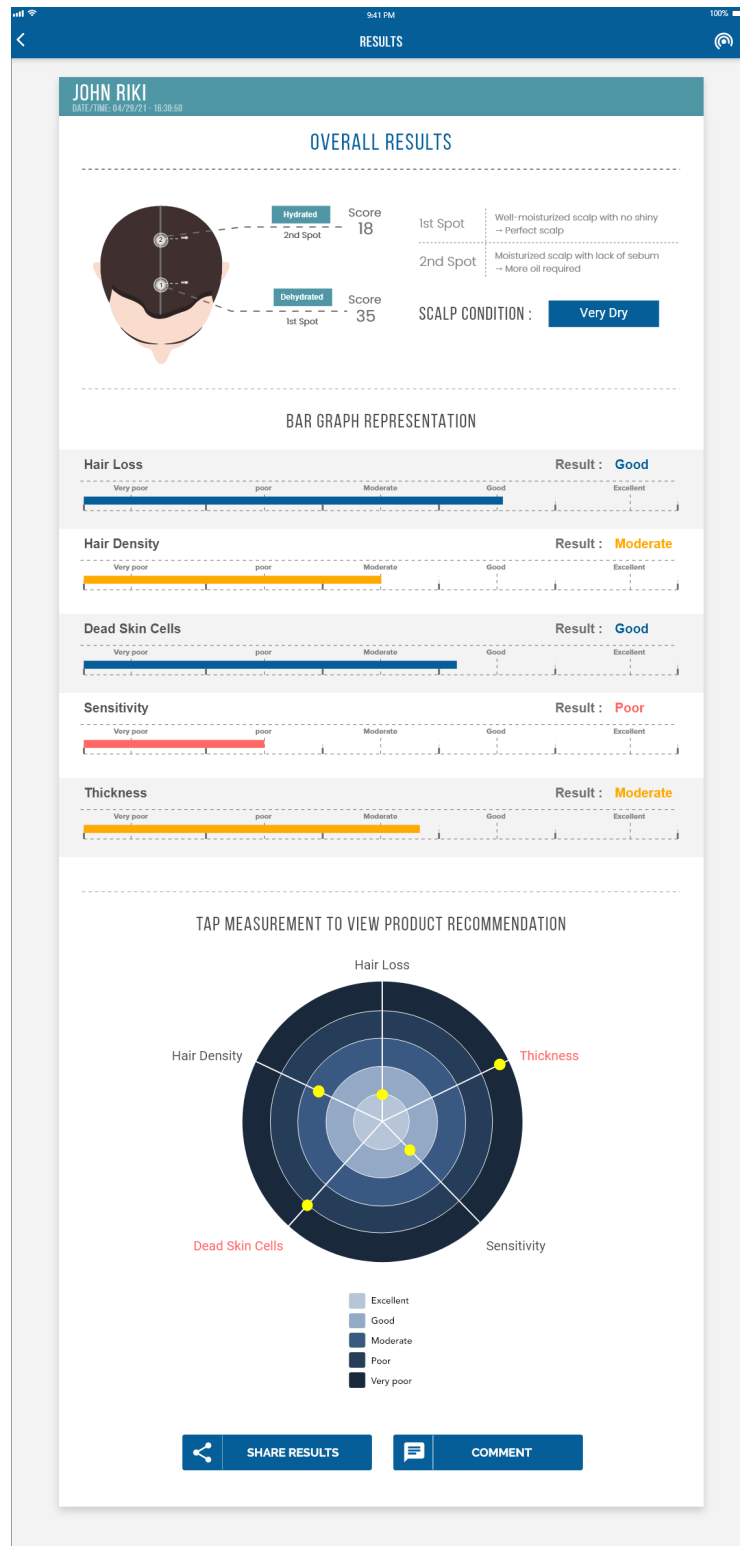 9:41 PM
100%
RESULTS
JOHN RIKI
DATE/TIME: 04/29/21 - 16:30:50
OVERALL RESULTS
Hydrated
2nd Spot
Score
18
2
1
Dehydrated
1st Spot
Score
35
1st Spot
Well-moisturized scalp with no shiny
→ Perfect scalp
2nd Spot
Moisturized scalp with lack of sebum
→ More oil required
SCALP CONDITION : Very Dry
BAR GRAPH REPRESENTATION
Hair Loss Result : Good
Very poor poor Moderate Good Excellent
Hair Density Result : Moderate
Very poor poor Moderate Good Excellent
Dead Skin Cells Result : Good
Very poor poor Moderate Good Excellent
Sensitivity Result : Poor
Very poor poor Moderate Good Excellent
Thickness Result : Moderate
Very poor poor Moderate Good Excellent
TAP MEASUREMENT TO VIEW PRODUCT RECOMMENDATION
Hair Loss
Hair Density
Thickness
Dead Skin Cells
Sensitivity
Excellent
Good
Moderate
Poor
Very poor
SHARE RESULTS
COMMENT